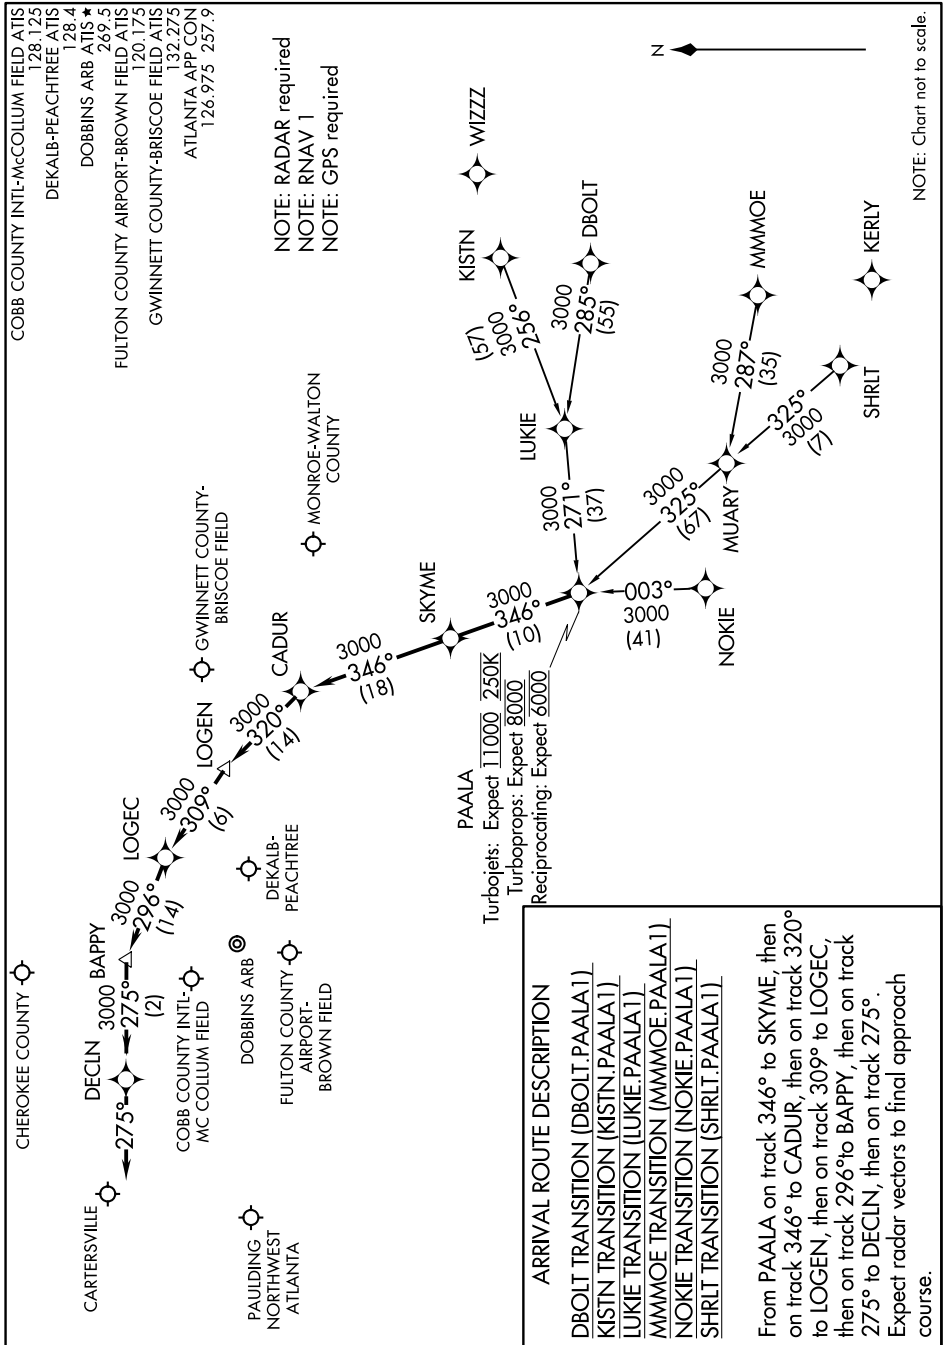 COBB COUNTY INTL-McCOLLUM FIELD ATIS
128.125
DEKALB-PEACHTREE ATIS
128.4
DOBBINS ARB ATIS ★
269.5
FULTON COUNTY AIRPORT-BROWN FIELD ATIS
120.175
GWINNETT COUNTY-BRISCOE FIELD ATIS
132.275
ATLANTA APP CON
126.975 257.9
NOTE: RADAR required
NOTE: RNAV 1
NOTE: GPS required
N
NOTE: Chart not to scale.
CHEROKEE COUNTY
CARTERSVILLE
275°
DECLN
3000
275°
(2)
BAPPY
3000
296°
(14)
LOGEC
3000
309°
(6)
LOGEN
3000
320°
(14)
CADUR
3000
346°
(18)
SKYME
3000
346°
(10)
GWINNETT COUNTY-
BRISCOE FIELD
MONROE-WALTON
COUNTY
COBB COUNTY INTL-
MC COLLUM FIELD
DOBBINS ARB
DEKALB-
PEACHTREE
FULTON COUNTY
AIRPORT-
BROWN FIELD
PAULDING
NORTHWEST
ATLANTA
PAALA
Turbojets: Expect 11000 250K
Turboprops: Expect 8000
Reciprocating: Expect 6000
WIZZZ
KISTN
(57)
3000
256°
DBOLT
3000
285°
(55)
LUKIE
3000
271°
(37)
MMMOE
3000
287°
(35)
KERLY
SHRLT
325°
3000
(7)
MUARY
3000
325°
(67)
NOKIE
003°
3000
(41)
ARRIVAL ROUTE DESCRIPTION
DBOLT TRANSITION (DBOLT.PAALA1)
KISTN TRANSITION (KISTN.PAALA1)
LUKIE TRANSITION (LUKIE.PAALA1)
MMMOE TRANSITION (MMMOE.PAALA1)
NOKIE TRANSITION (NOKIE.PAALA1)
SHRLT TRANSITION (SHRLT.PAALA1)
From PAALA on track 346° to SKYME, then
on track 346° to CADUR, then on track 320°
to LOGEN, then on track 309° to LOGEC,
then on track 296°to BAPPY, then on track
275° to DECLN, then on track 275°.
Expect radar vectors to final approach
course.